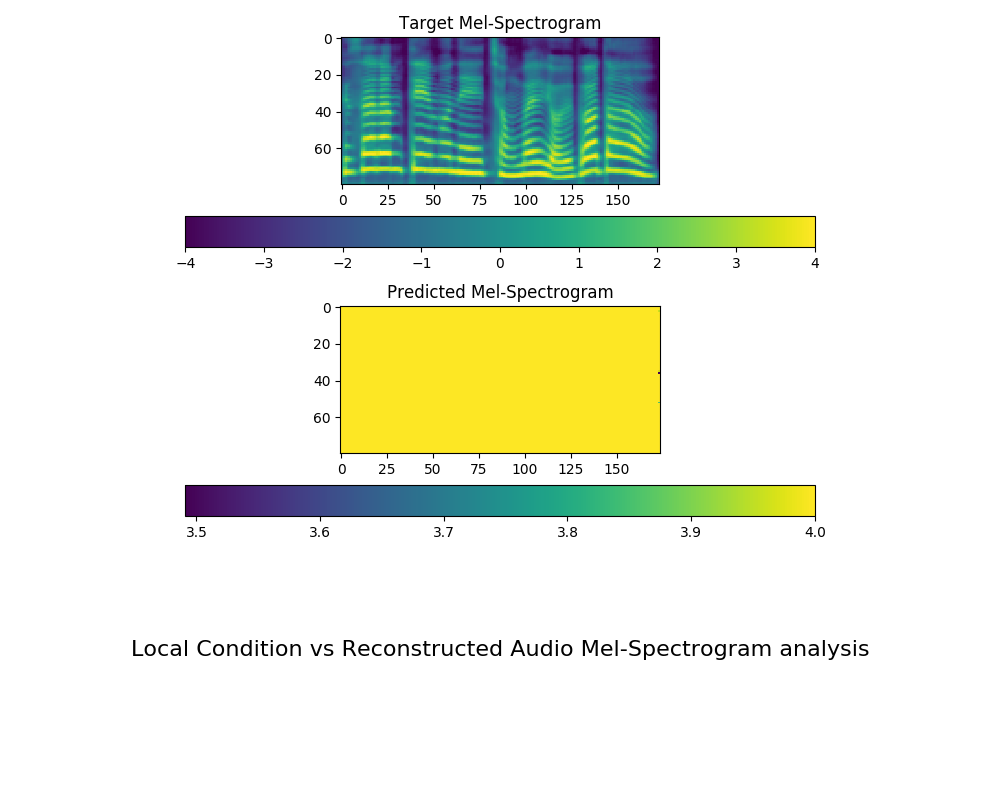 Target Mel-Spectrogram
0
20
40
60
0 25 50 75 100 125 150
−4 −3 −2 −1 0 1 2 3 4
Predicted Mel-Spectrogram
0
20
40
60
0 25 50 75 100 125 150
3.5 3.6 3.7 3.8 3.9 4.0
Local Condition vs Reconstructed Audio Mel-Spectrogram analysis